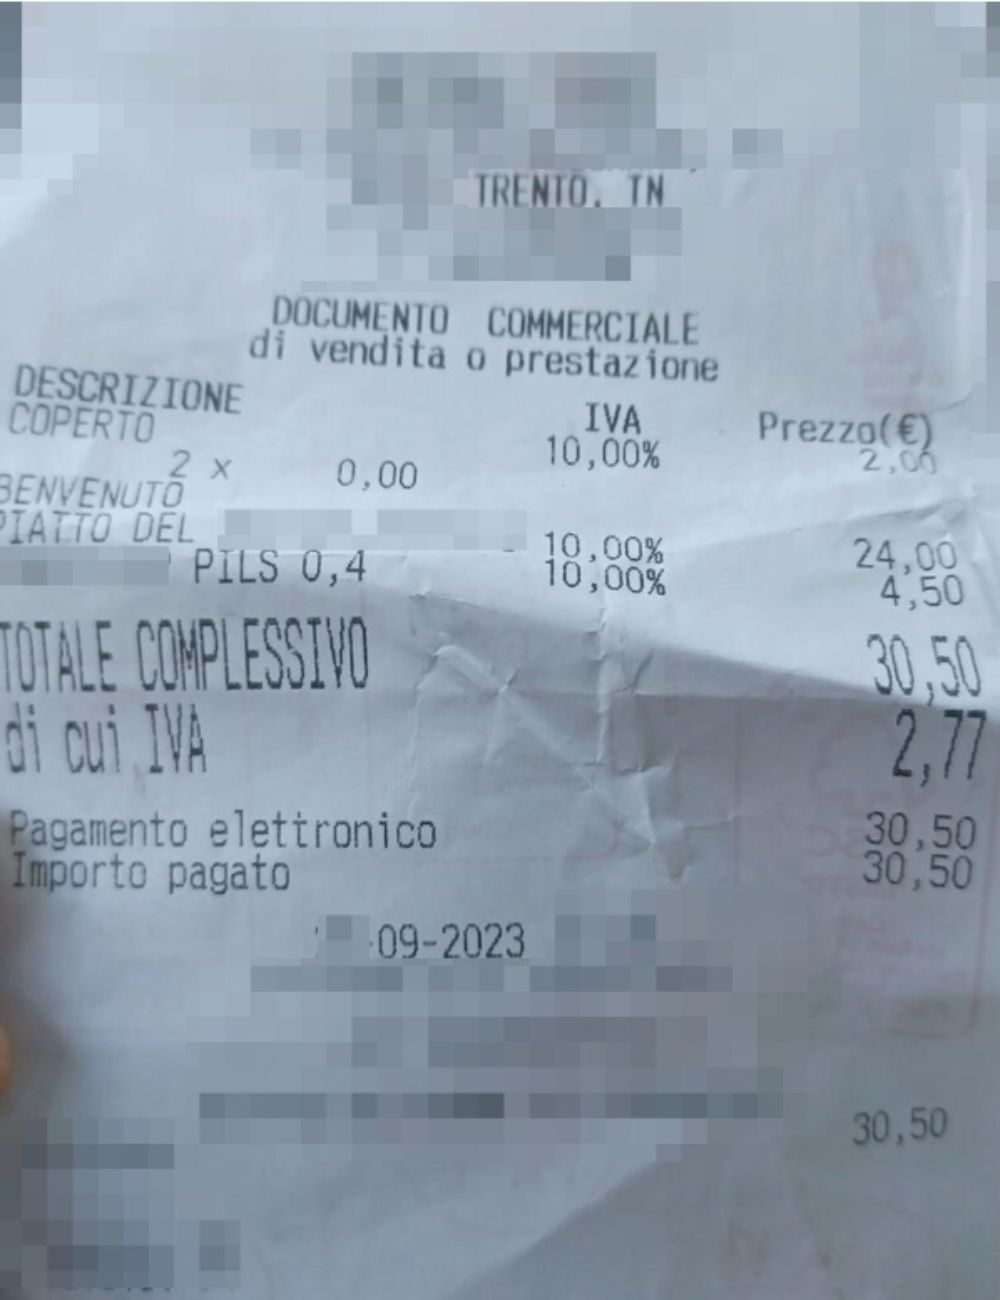 TRENTO. TN
DOCUMENTO COMMERCIALE
di vendita o prestazione
DESCRIZIONE IVA Prezzo(€)
COPERTO 10,00% 2,00
2 x 0,00
BENVENUTO
PIATTO DEL 10,00% 24,00
PILS 0,4 10,00% 4,50
TOTALE COMPLESSIVO 30,50
di cui IVA 2,77
Pagamento elettronico 30,50
Importo pagato 30,50
09-2023
30,50